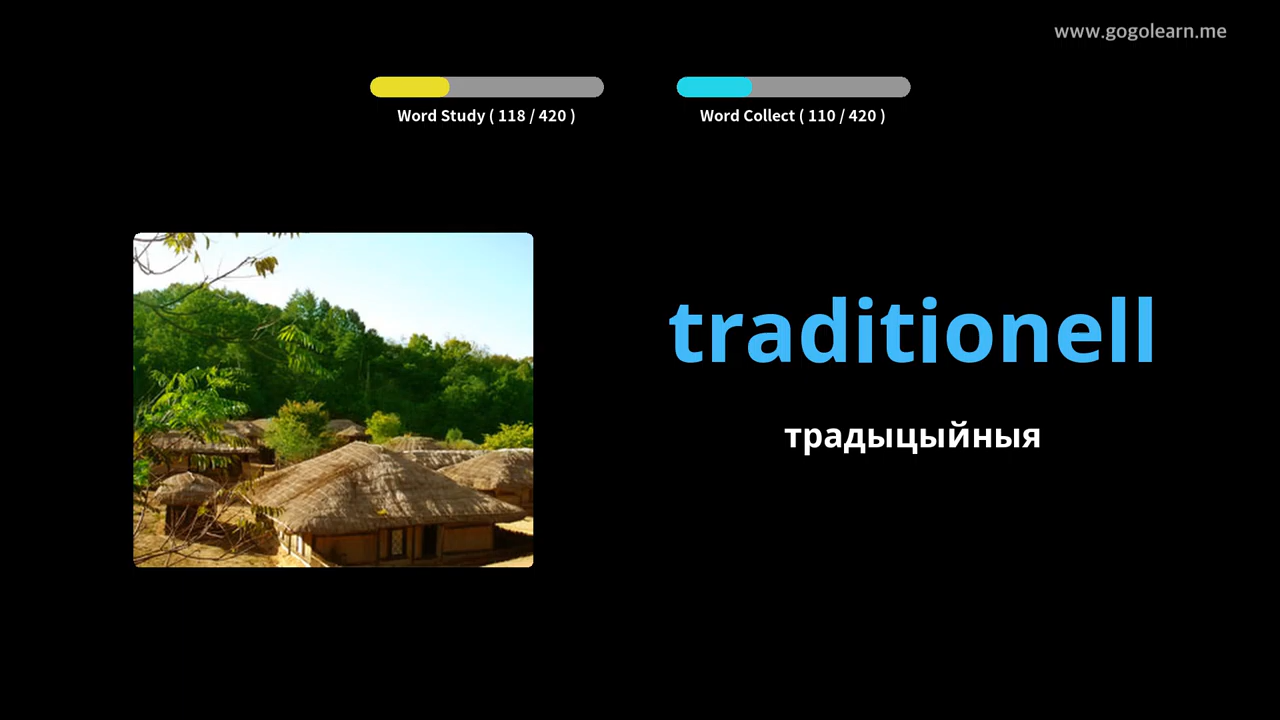 www.gogolearn.me
Word Study ( 118 / 420 )
Word Collect ( 110 / 420 )
traditionell
традыцыйныя